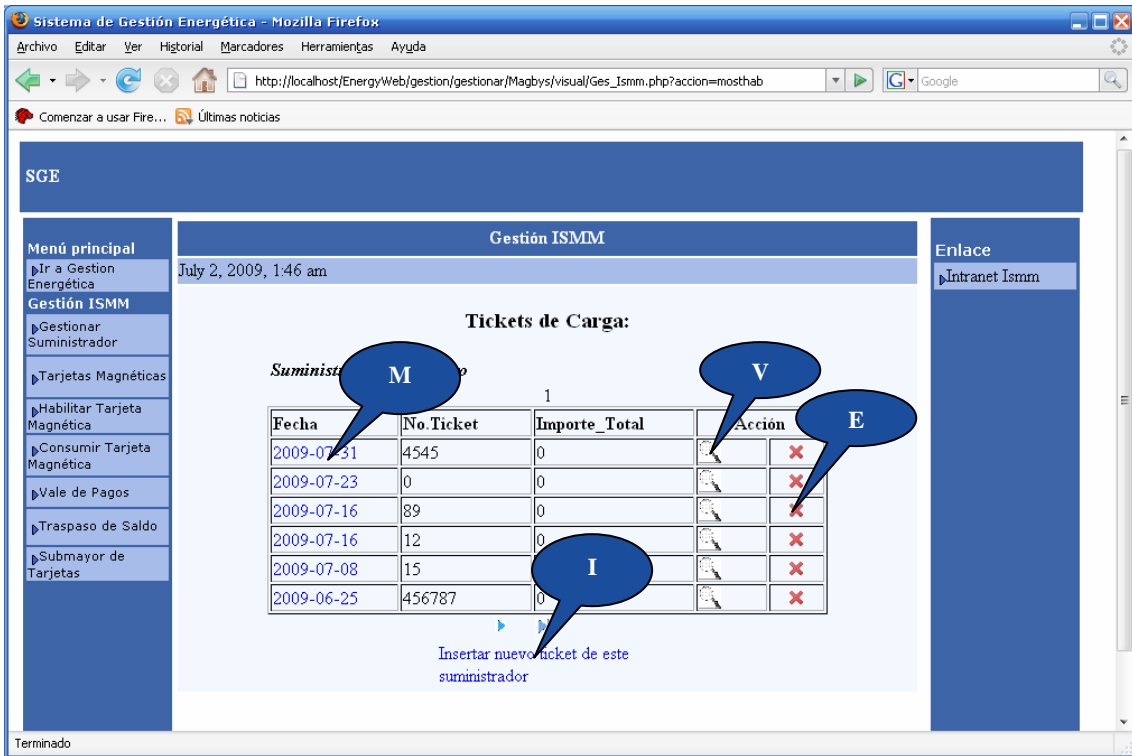 Sistema de Gestión Energética - Mozilla Firefox
Archivo Editar Ver Historial Marcadores Herramientas Ayuda
http://localhost/EnergyWeb/gestion/gestionar/Magbys/visual/Ges_Ismm.php?accion=mosthab
G Google
Comenzar a usar Fire... Últimas noticias
SGE
Menú principal
Ir a Gestion
Energética
Gestión ISMM
Gestionar
Suministrador
Tarjetas Magnéticas
Habilitar Tarjeta
Magnética
Consumir Tarjeta
Magnética
Vale de Pagos
Traspaso de Saldo
Submayor de
Tarjetas
Gestión ISMM
July 2, 2009, 1:46 am
Tickets de Carga:
M
V
E
I
1
Fecha No.Ticket Importe_Total Acción
2009-07-31 4545 0
2009-07-23 0 0
2009-07-16 89 0
2009-07-16 12 0
2009-07-08 15
2009-06-25 456787 0
Insertar nuevo ticket de este
suministrador
Enlace
Intranet Ismm
Terminado